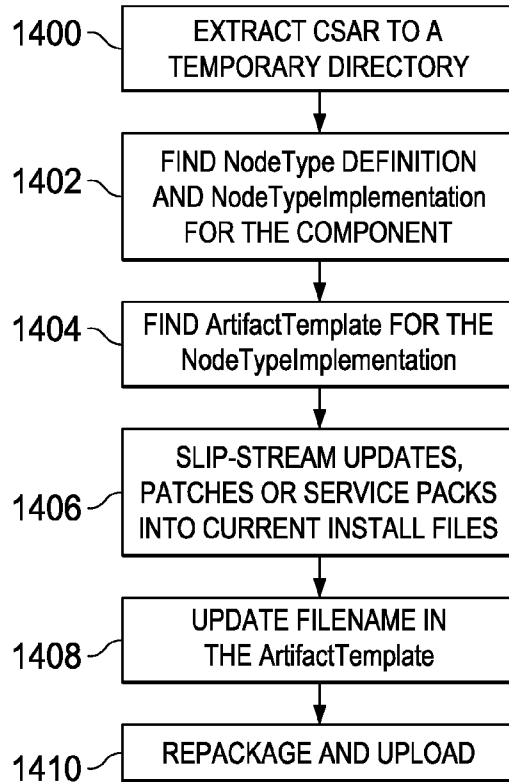 1400
EXTRACT CSAR TO A
TEMPORARY DIRECTORY
1402
FIND NodeType DEFINITION
AND NodeTypeImplementation
FOR THE COMPONENT
1404
FIND ArtifactTemplate FOR THE
NodeTypeImplementation
1406
SLIP-STREAM UPDATES,
PATCHES OR SERVICE PACKS
INTO CURRENT INSTALL FILES
1408
UPDATE FILENAME IN
THE ArtifactTemplate
1410
REPACKAGE AND UPLOAD